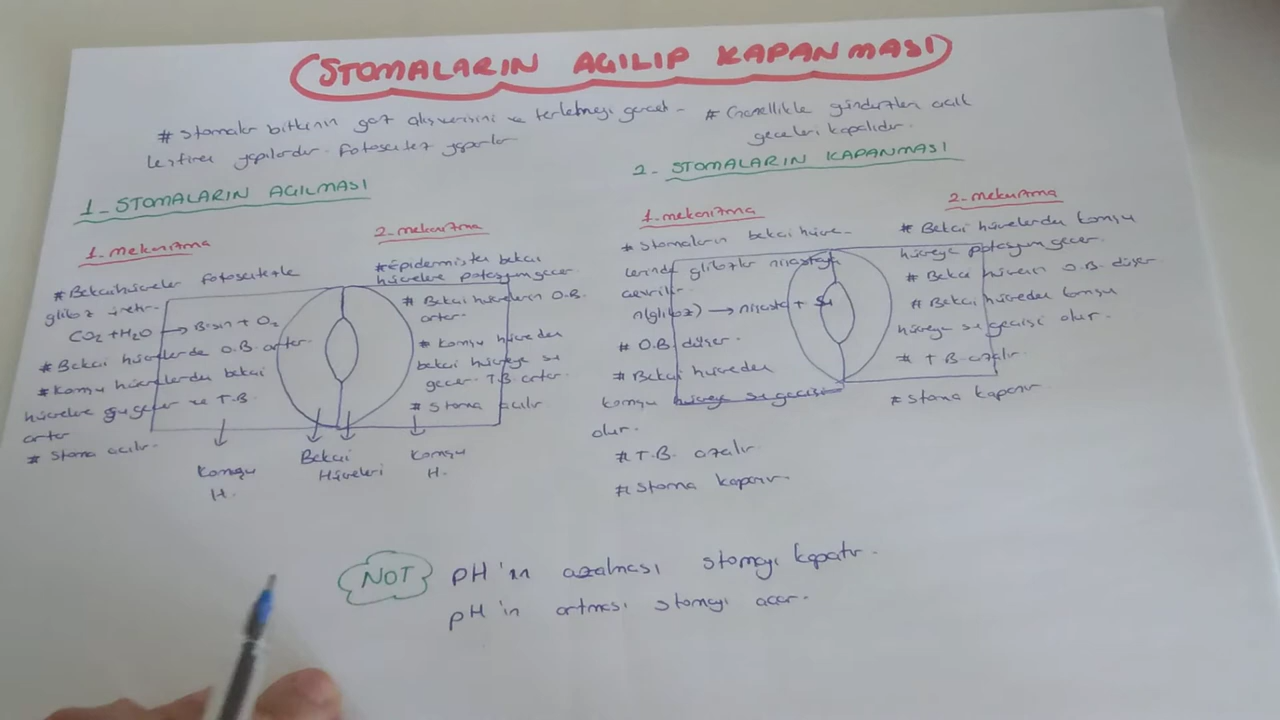 STOMALARIN AÇILIP KAPANMASI
# Stomalar bitkinin gaz alışverişini ve terlemeyi gerçek-
leştiren yapılardır. Fotosentez yaparlar
# Genellikle gündüzleri açık
geceleri kapalıdır.
1- STOMALARIN AÇILMASI
1. mekanizma
# Bekçi hücreler fotosentezle
glikoz üretir.
CO2 + H2O → Besin + O2
# Bekçi hücrelerde O.B. artar.
# Komşu hücrelerden bekçi
hücrelere su geçer ve T.B.
artar
# Stoma açılır.
2. mekanizma
# Epidermisten bekçi
hücrelere potasyum geçer
# Bekçi hücrelerin O.B.
artar.
# Komşu hücreden
bekçi hücreye su
geçer. T.B. artar.
# Stoma açılır
Komşu
H.
Bekçi
Hücreleri
Komşu
H.
2- STOMALARIN KAPANMASI
1. mekanizma
# Stomaların bekçi hücre-
lerinde glikozlar nişastaya
çevrilir.
n(glikoz) → nişasta + Su
# O.B. düşer.
# Bekçi hücreden
komşu hücreye su geçişi
olur.
# T.B. azalır
# Stoma kapanır.
2. mekanizma
# Bekçi hücrelerden komşu
hücreye potasyum geçer.
# Bekçi hücrenin O.B. düşer.
# Bekçi hücreden komşu
hücreye su geçişi olur.
# T.B. azalır
# Stoma kapanır
NOT
pH'ın azalması stomayı kapatır.
pH'ın artması stomayı açar.